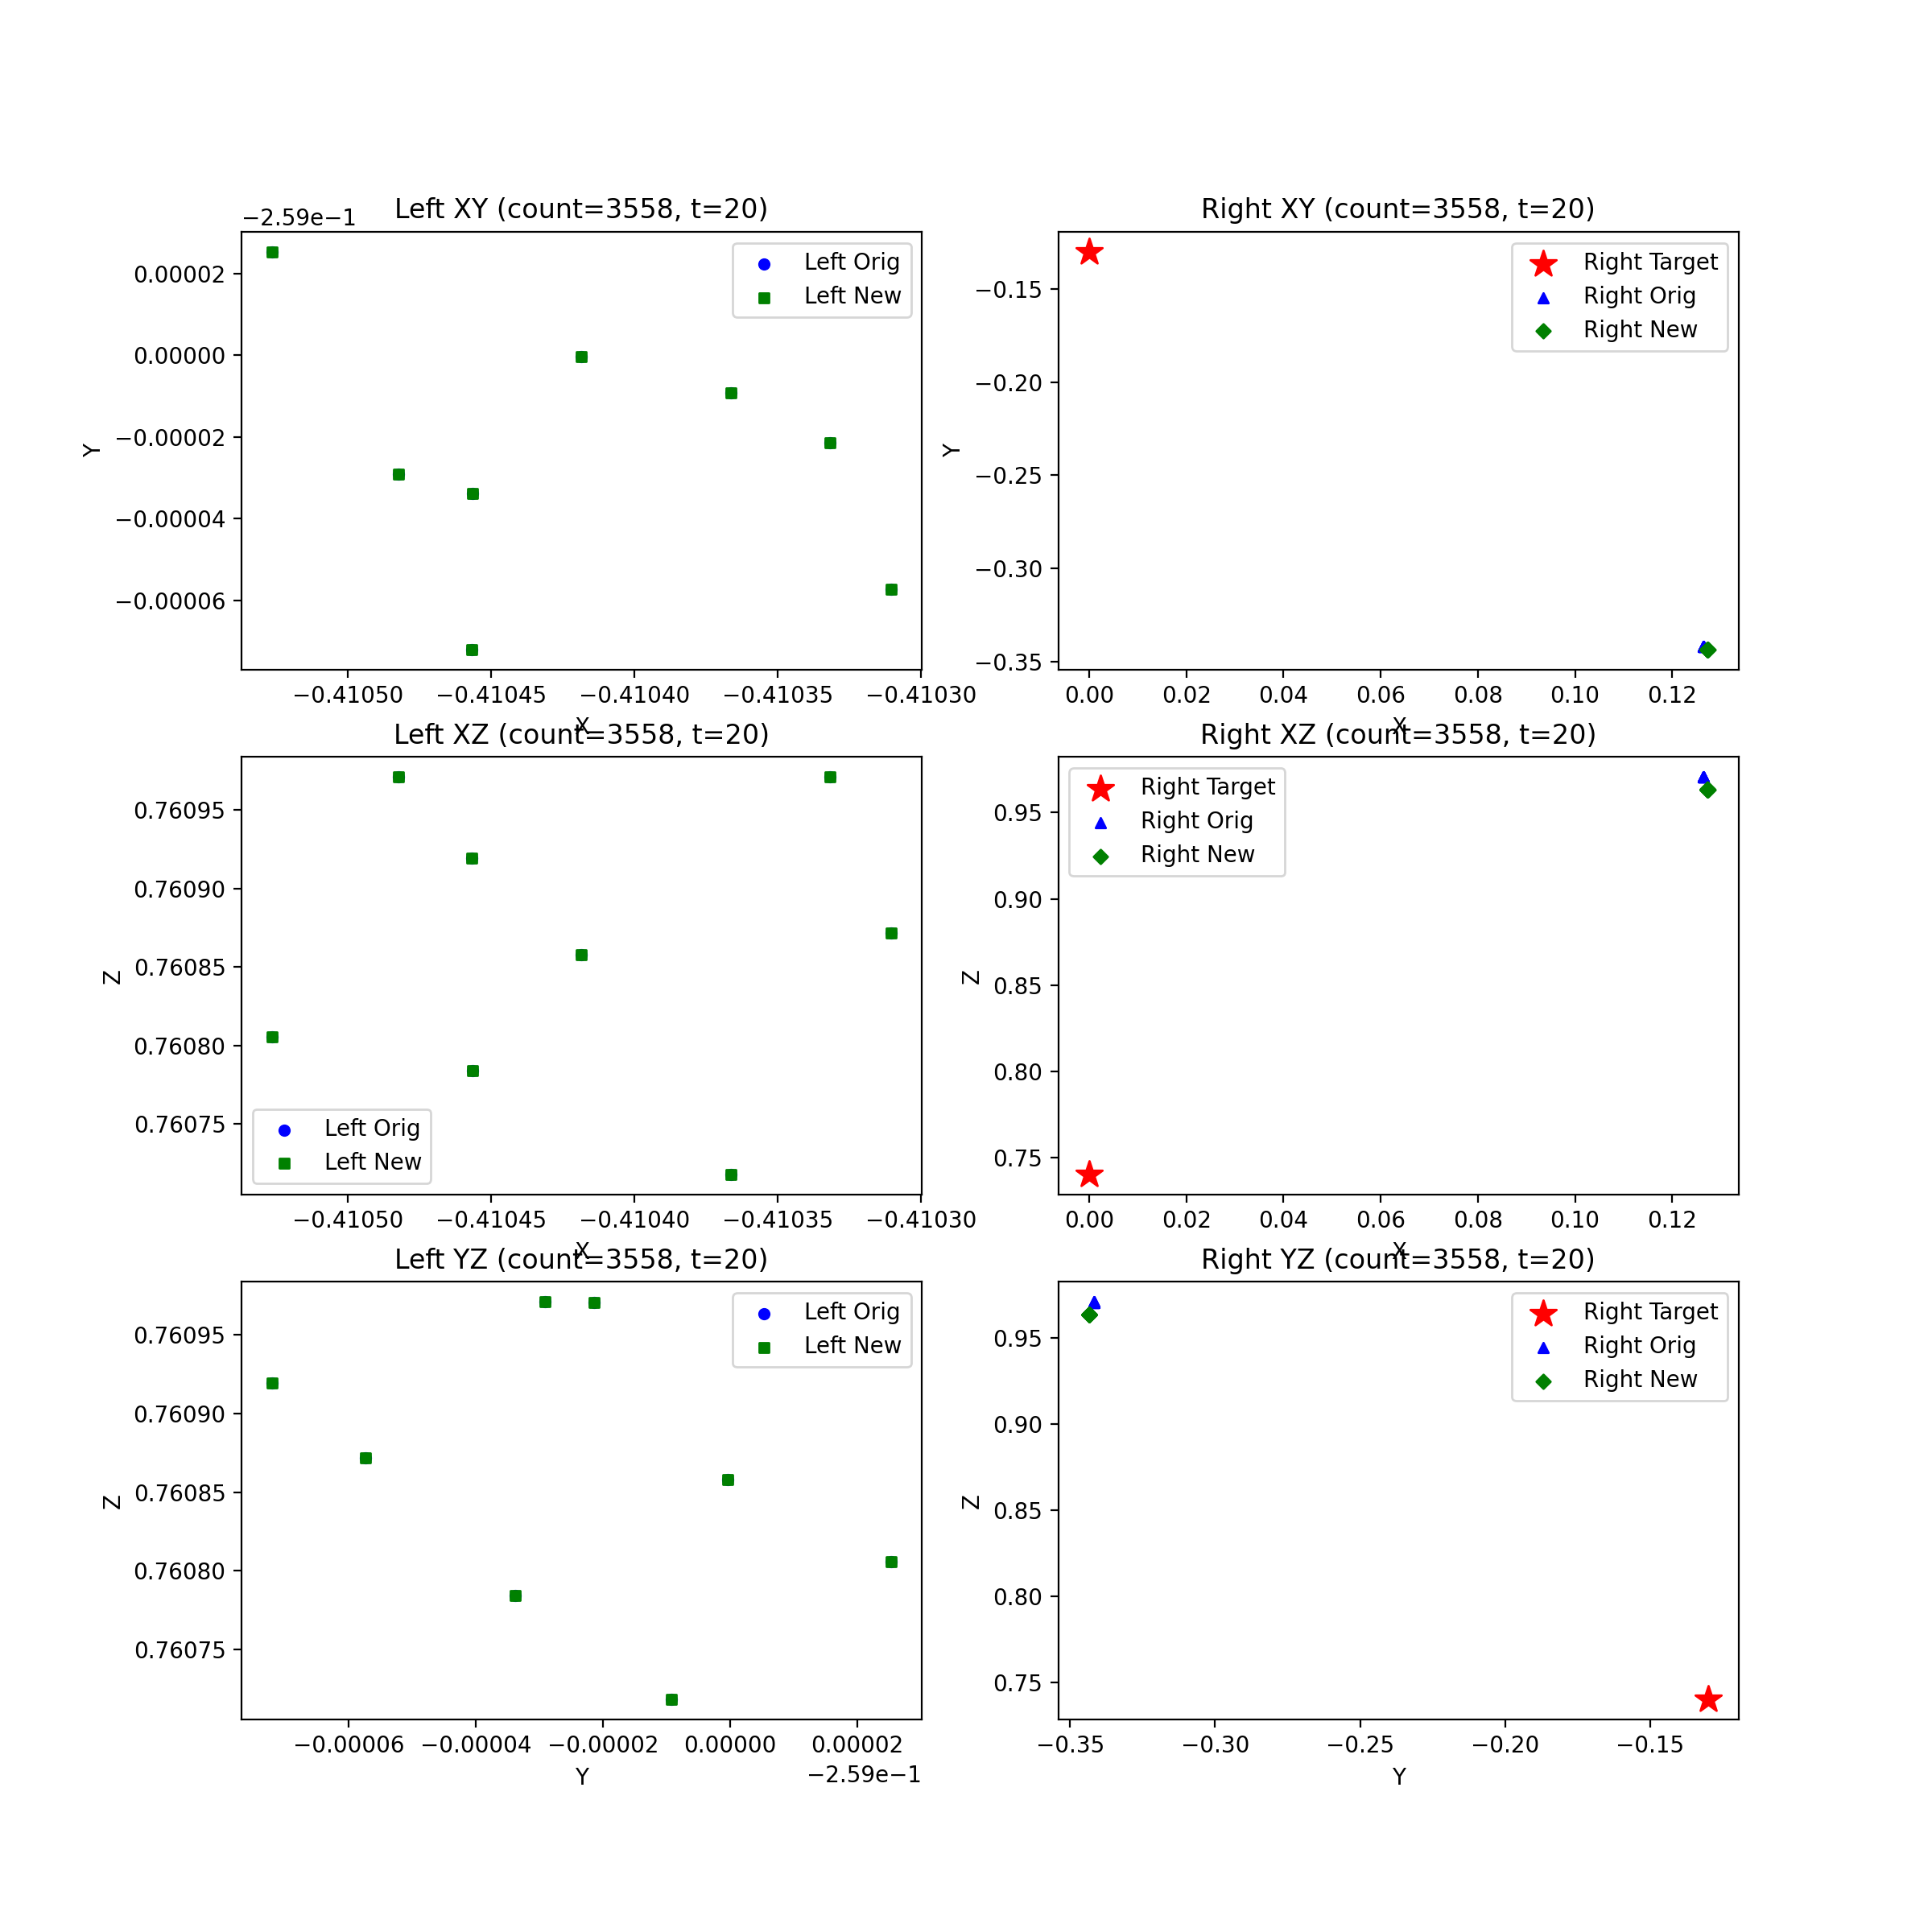 Left XY (count=3558, t=20)
−2.59e−1
0.00002
0.00000
−0.00002
−0.00004
−0.00006
Y
Left Orig
Left New
−0.41050 −0.41045 −0.41040 −0.41035 −0.41030
X
Right XY (count=3558, t=20)
−0.15
−0.20
−0.25
−0.30
−0.35
Y
Right Target
Right Orig
Right New
0.00 0.02 0.04 0.06 0.08 0.10 0.12
X
Left XZ (count=3558, t=20)
0.76095
0.76090
0.76085
0.76080
0.76075
Z
Left Orig
Left New
−0.41050 −0.41045 −0.41040 −0.41035 −0.41030
X
Right XZ (count=3558, t=20)
0.95
0.90
0.85
0.80
0.75
Z
Right Target
Right Orig
Right New
0.00 0.02 0.04 0.06 0.08 0.10 0.12
X
Left YZ (count=3558, t=20)
0.76095
0.76090
0.76085
0.76080
0.76075
Z
Left Orig
Left New
−0.00006 −0.00004 −0.00002 0.00000 0.00002
Y
−2.59e−1
Right YZ (count=3558, t=20)
0.95
0.90
0.85
0.80
0.75
Z
Right Target
Right Orig
Right New
−0.35 −0.30 −0.25 −0.20 −0.15
Y